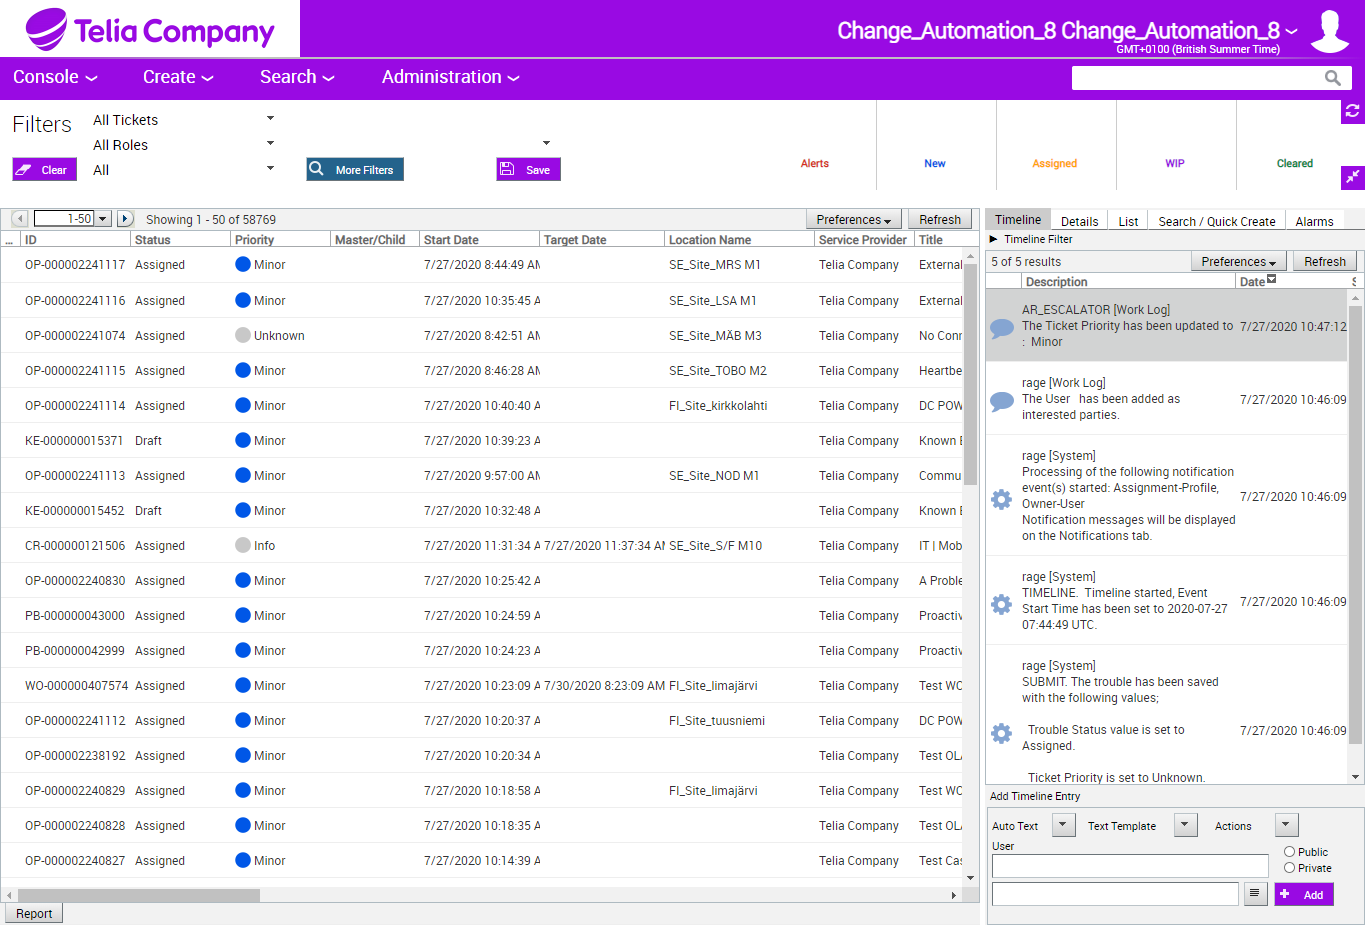 Telia Company
Change_Automation_8 Change_Automation_8
GMT+0100 (British Summer Time)
Console Create Search Administration
Filters
All Tickets
All Roles
All
Clear
More Filters
Save
Alerts New Assigned WIP Cleared
1-50 Showing 1 - 50 of 58769 Preferences Refresh
... ID Status Priority Master/Child Start Date Target Date Location Name Service Provider Title
OP-000002241117 Assigned Minor 7/27/2020 8:44:49 AM SE_Site_MRS M1 Telia Company External
OP-000002241116 Assigned Minor 7/27/2020 10:35:45 A SE_Site_LSA M1 Telia Company External
OP-000002241074 Assigned Unknown 7/27/2020 8:42:51 AM SE_Site_MÄB M3 Telia Company No Conn
OP-000002241115 Assigned Minor 7/27/2020 8:46:28 AM SE_Site_TOBO M2 Telia Company Heartbe
OP-000002241114 Assigned Minor 7/27/2020 10:40:40 A FI_Site_kirkkolahti Telia Company DC POW
KE-000000015371 Draft Minor 7/27/2020 10:39:23 A Telia Company Known E
OP-000002241113 Assigned Minor 7/27/2020 9:57:00 AM SE_Site_NOD M1 Telia Company Commu
KE-000000015452 Draft Minor 7/27/2020 10:32:48 A Telia Company Known E
CR-000000121506 Assigned Info 7/27/2020 11:31:34 A 7/27/2020 11:37:34 AM SE_Site_S/F M10 Telia Company IT | Mob
OP-000002240830 Assigned Minor 7/27/2020 10:25:42 A Telia Company A Proble
PB-000000043000 Assigned Minor 7/27/2020 10:24:59 A Telia Company Proactiv
PB-000000042999 Assigned Minor 7/27/2020 10:24:23 A Telia Company Proactiv
WO-000000407574 Assigned Minor 7/27/2020 10:23:09 A 7/30/2020 8:23:09 AM FI_Site_limajärvi Telia Company Test WO
OP-000002241112 Assigned Minor 7/27/2020 10:20:37 A FI_Site_tuusniemi Telia Company DC POW
OP-000002238192 Assigned Minor 7/27/2020 10:20:34 A Telia Company Test OLA
OP-000002240829 Assigned Minor 7/27/2020 10:18:58 A FI_Site_limajärvi Telia Company Test WO
OP-000002240828 Assigned Minor 7/27/2020 10:18:35 A Telia Company Test OLA
OP-000002240827 Assigned Minor 7/27/2020 10:14:39 A Telia Company Test Cas
Report
Timeline Details List Search / Quick Create Alarms
Timeline Filter
5 of 5 results Preferences Refresh
Description Date S
AR_ESCALATOR [Work Log]
The Ticket Priority has been updated to
: Minor
7/27/2020 10:47:12
rage [Work Log]
The User has been added as
interested parties.
7/27/2020 10:46:09
rage [System]
Processing of the following notification
event(s) started: Assignment-Profile,
Owner-User
Notification messages will be displayed
on the Notifications tab.
7/27/2020 10:46:09
rage [System]
TIMELINE. Timeline started, Event
Start Time has been set to 2020-07-27
07:44:49 UTC.
7/27/2020 10:46:09
rage [System]
SUBMIT. The trouble has been saved
with the following values;
Trouble Status value is set to
Assigned.
Ticket Priority is set to Unknown.
7/27/2020 10:46:09
Add Timeline Entry
Auto Text Text Template Actions
User
Public
Private
Add